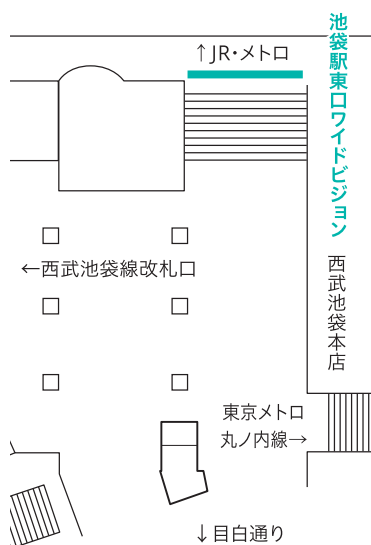 ↑JR・メトロ
池袋駅東口ワイドビジョン
西武池袋本店
←西武池袋線改札口
東京メトロ
丸ノ内線→
↓目白通り